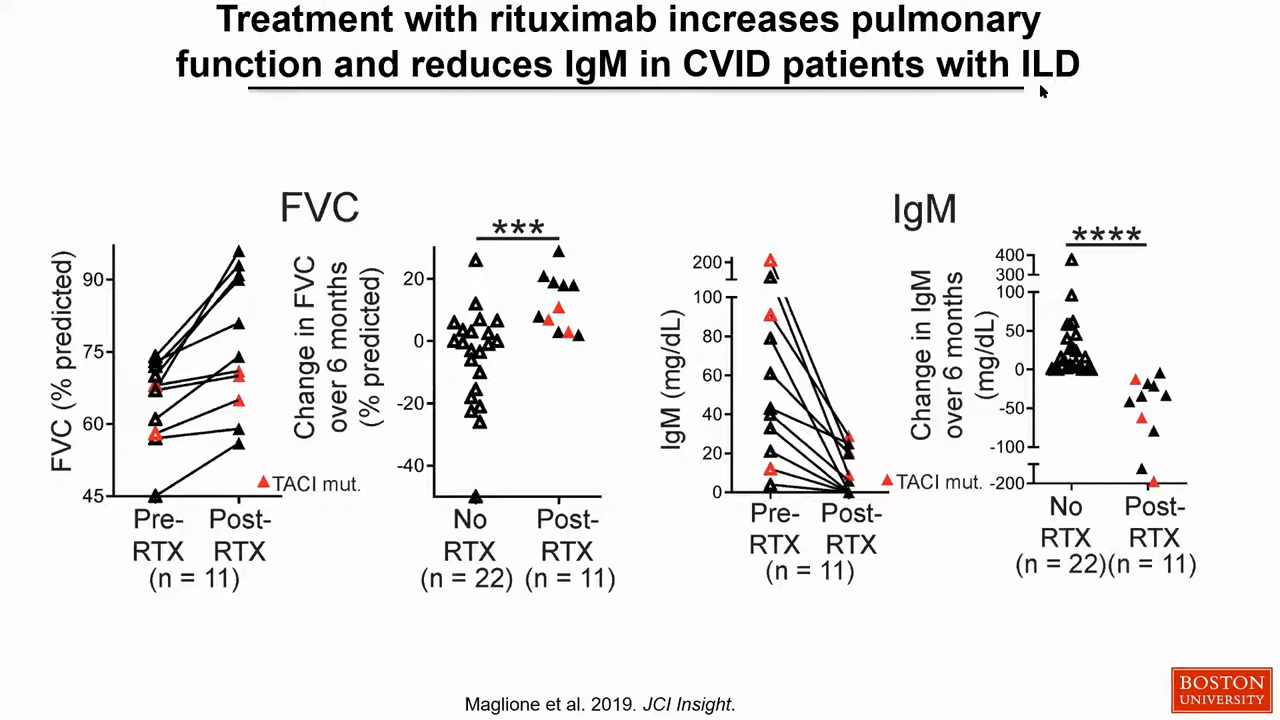 Treatment with rituximab increases pulmonary
function and reduces IgM in CVID patients with ILD
FVC
FVC (% predicted)
90
75
60
45
Pre-
RTX
Post-
RTX
(n = 11)
TACI mut.
Change in FVC
over 6 months
(% predicted)
20
0
-20
-40
***
No
RTX
(n = 22)
Post-
RTX
(n = 11)
IgM
IgM (mg/dL)
200
100
80
60
40
20
0
Pre-
RTX
Post-
RTX
(n = 11)
TACI mut.
Change in IgM
over 6 months
(mg/dL)
400
300
100
50
0
-50
-100
-200
****
No
RTX
(n = 22)
Post-
RTX
(n = 11)
Maglione et al. 2019. JCI Insight.
BOSTON
UNIVERSITY